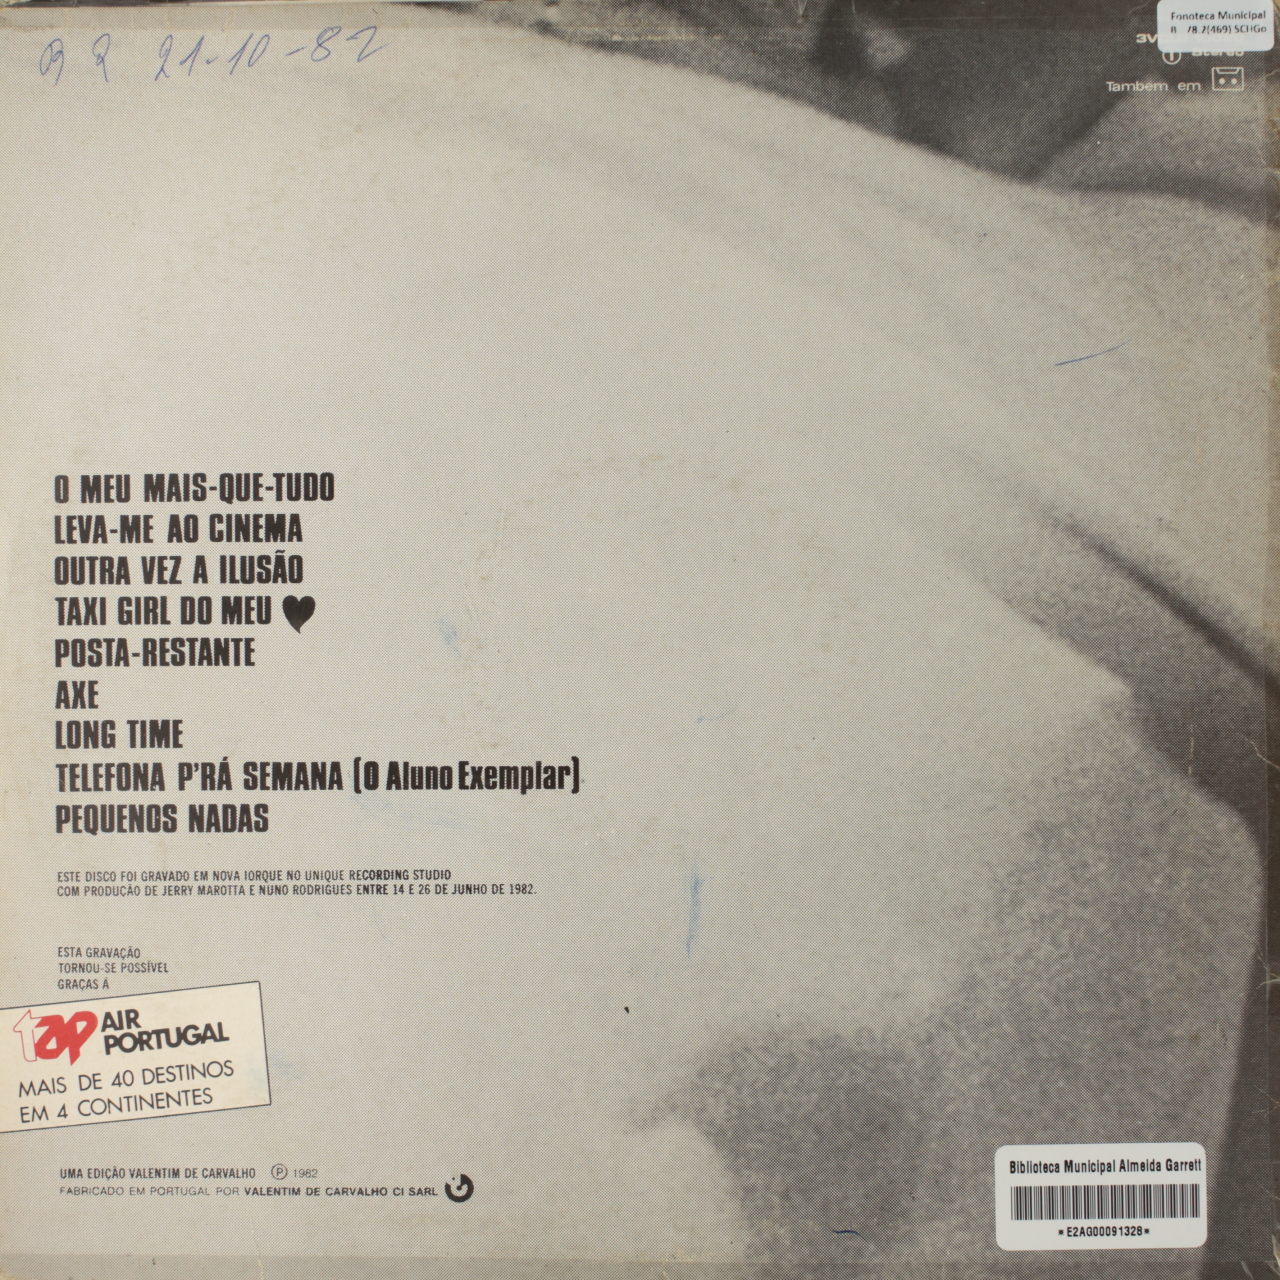 21-10-82
Fonoteca Municipal
78.2(469)
Também em
O MEU MAIS-QUE-TUDO
LEVA-ME AO CINEMA
OUTRA VEZ A ILUSÃO
TAXI GIRL DO MEU ♥
POSTA-RESTANTE
AXE
LONG TIME
TELEFONA P'RÁ SEMANA (O Aluno Exemplar)
PEQUENOS NADAS
ESTE DISCO FOI GRAVADO EM NOVA IORQUE NO UNIQUE RECORDING STUDIO
COM PRODUÇÃO DE JERRY MAROTTA E NUNO RODRIGUES ENTRE 14 E 26 DE JUNHO DE 1982.
ESTA GRAVAÇÃO
TORNOU-SE POSSÍVEL
GRAÇAS Á
tap AIR
PORTUGAL
MAIS DE 40 DESTINOS
EM 4 CONTINENTES
UMA EDIÇÃO VALENTIM DE CARVALHO Ⓟ 1982
FABRICADO EM PORTUGAL POR VALENTIM DE CARVALHO CI SARL
Biblioteca Municipal Almeida Garrett
*E2AG00091328*